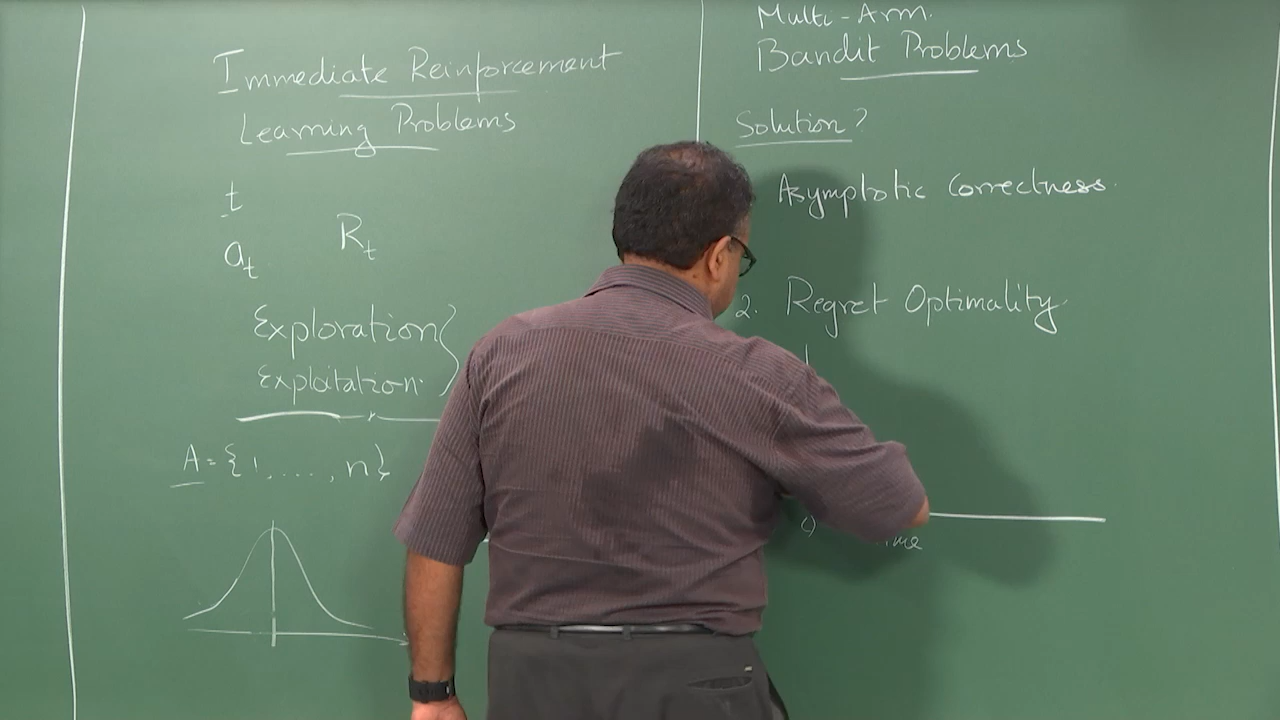 Immediate Reinforcement
Learning Problems
t
a_t
R_t
Exploration
Exploitation
A = {1, ...., n}
Multi-Arm.
Bandit Problems
Solution?
Asymptotic Correctness.
2. Regret Optimality